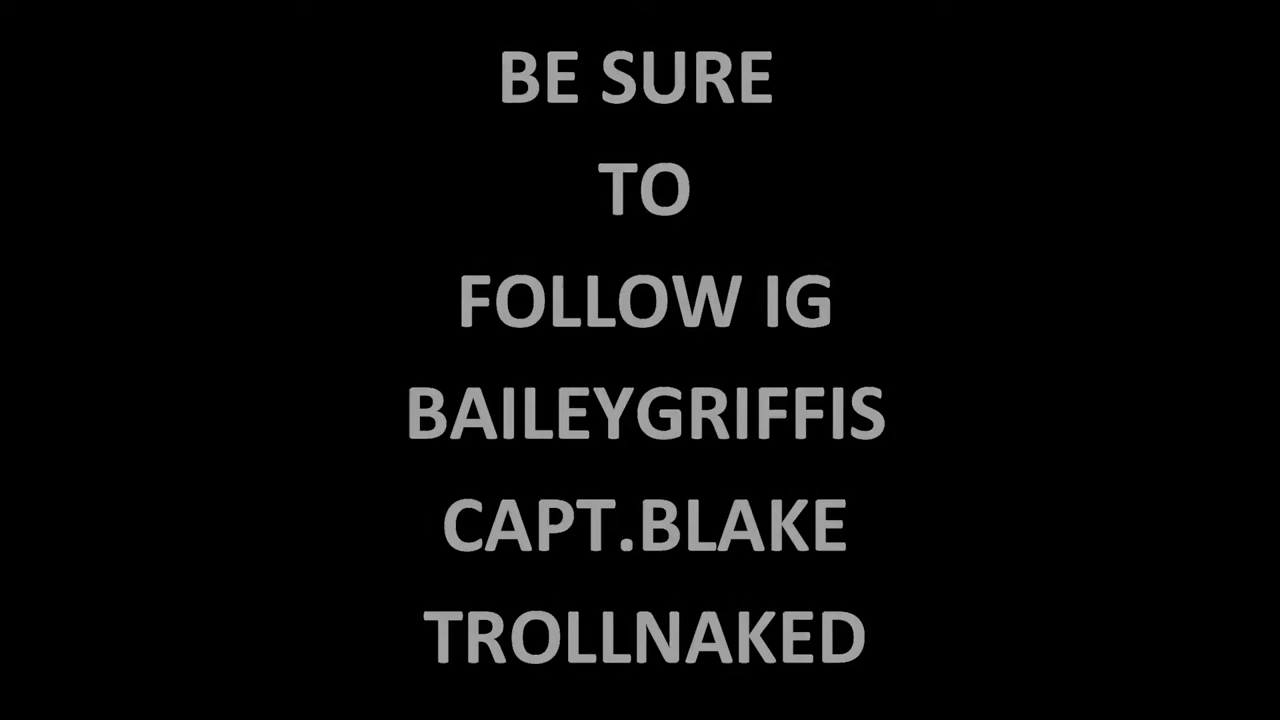 BE SURE
TO
FOLLOW IG
BAILEYGRIFFIS
CAPT.BLAKE
TROLLNAKED